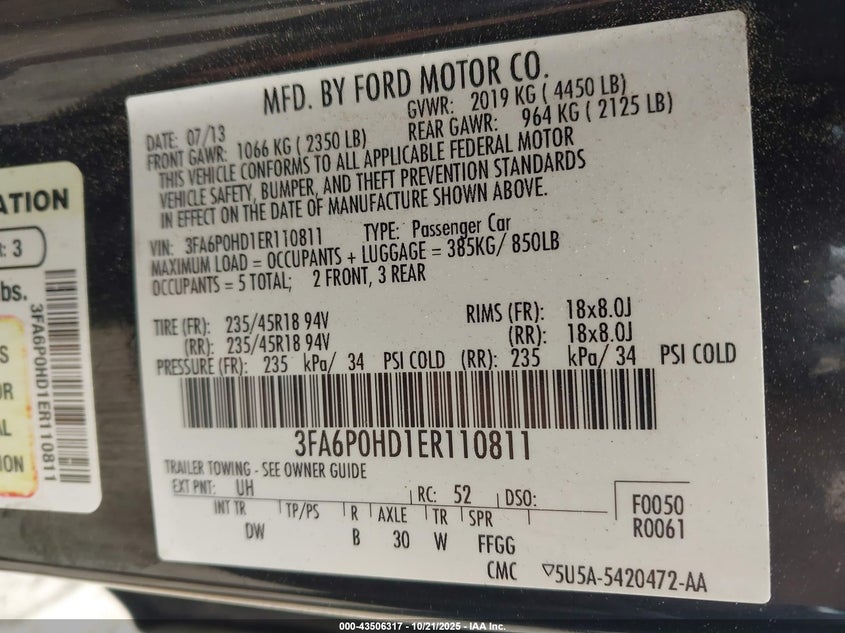 MFD. BY FORD MOTOR CO.
DATE: 07/13 GVWR: 2019 KG ( 4450 LB)
FRONT GAWR: 1066 KG ( 2350 LB) REAR GAWR: 964 KG ( 2125 LB)
THIS VEHICLE CONFORMS TO ALL APPLICABLE FEDERAL MOTOR
VEHICLE SAFETY, BUMPER, AND THEFT PREVENTION STANDARDS
IN EFFECT ON THE DATE OF MANUFACTURE SHOWN ABOVE.
VIN: 3FA6P0HD1ER110811 TYPE: Passenger Car
MAXIMUM LOAD = OCCUPANTS + LUGGAGE = 385KG/ 850LB
OCCUPANTS = 5 TOTAL; 2 FRONT, 3 REAR
TIRE (FR): 235/45R18 94V RIMS (FR): 18x8.0J
(RR): 235/45R18 94V (RR): 18x8.0J
PRESSURE (FR): 235 kPa/ 34 PSI COLD (RR): 235 kPa/ 34 PSI COLD
3FA6P0HD1ER110811
TRAILER TOWING - SEE OWNER GUIDE
EXT PNT: UH RC: 52 DSO:
INT TR TP/PS R AXLE TR SPR
DW B 30 W FFGG
F0050
R0061
CMC ▽5U5A-5420472-AA
ATION
: 3
bs.
S
OR
AL
ION
3FA6P0HD1ER110811
000-43506317 | 10/21/2025 | IAA Inc.